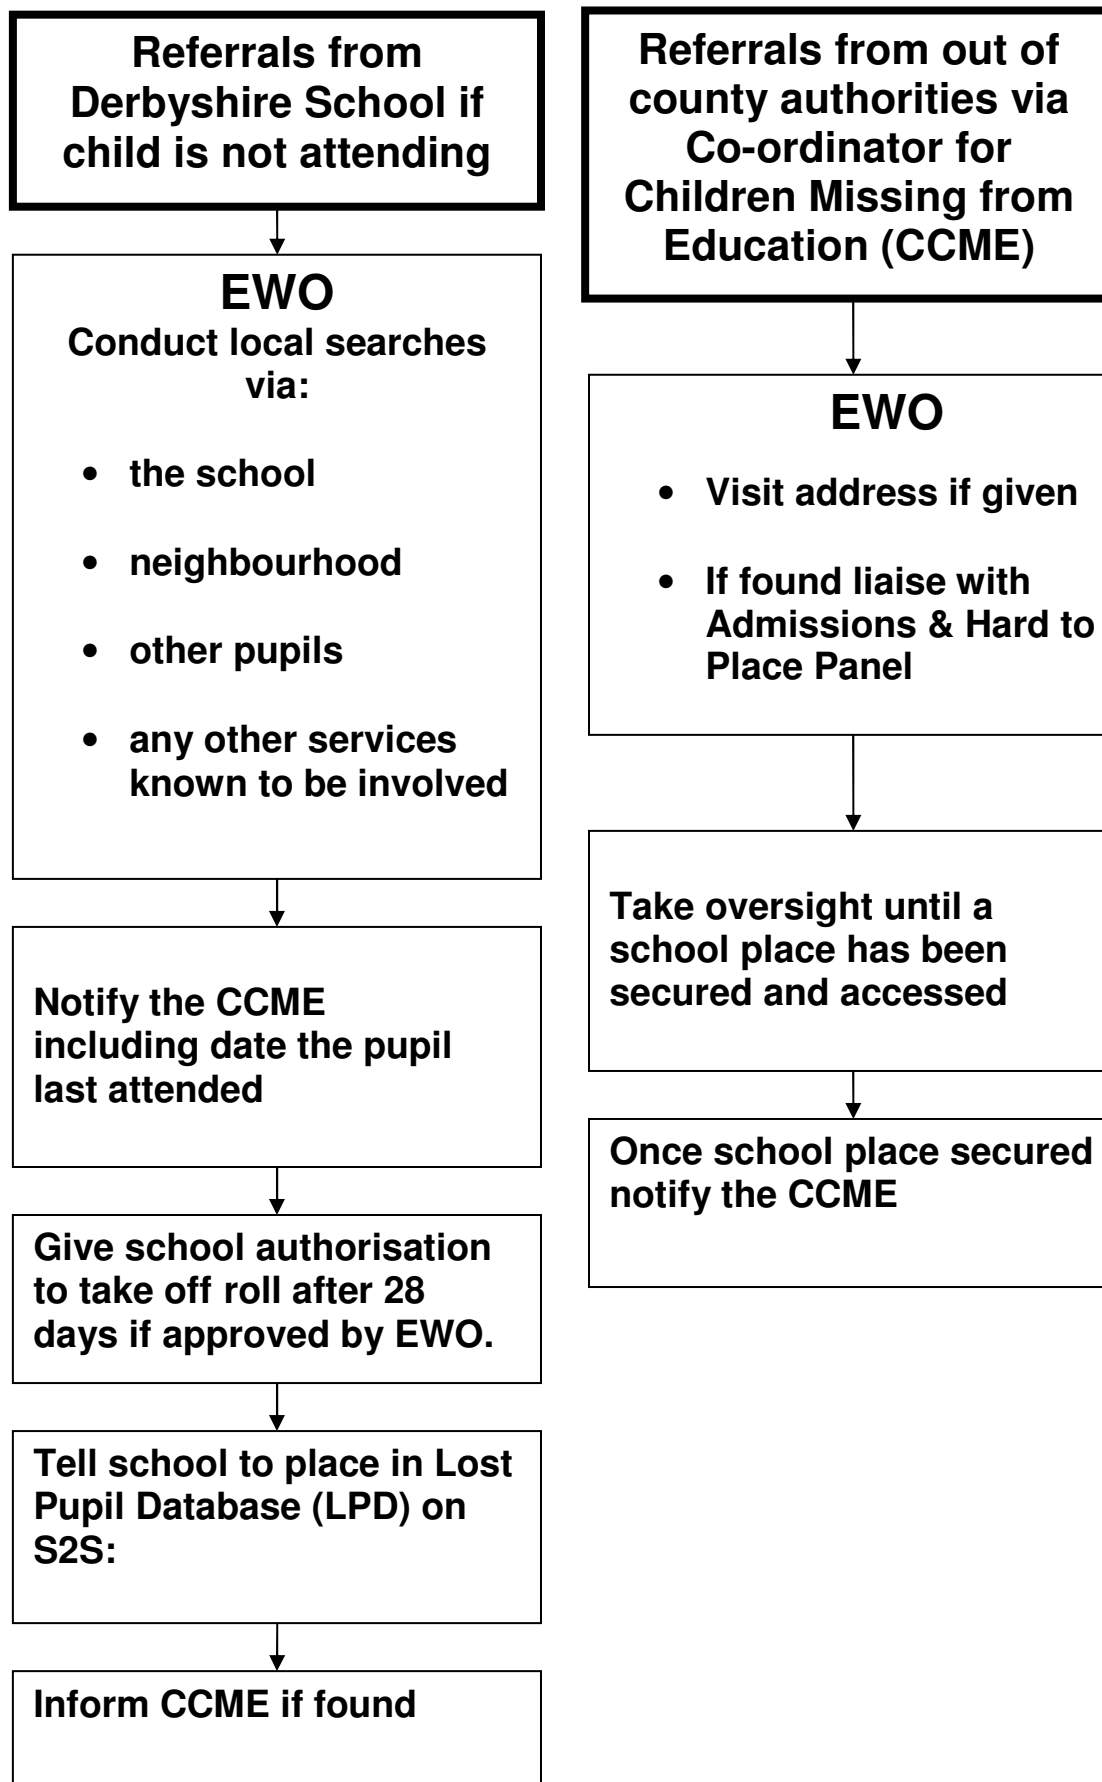 Referrals from
Derbyshire School if
child is not attending
EWO
Conduct local searches
via:
• the school
• neighbourhood
• other pupils
• any other services
known to be involved
Notify the CCME
including date the pupil
last attended
Give school authorisation
to take off roll after 28
days if approved by EWO.
Tell school to place in Lost
Pupil Database (LPD) on
S2S:
Inform CCME if found
Referrals from out of
county authorities via
Co-ordinator for
Children Missing from
Education (CCME)
EWO
• Visit address if given
• If found liaise with
Admissions & Hard to
Place Panel
Take oversight until a
school place has been
secured and accessed
Once school place secured
notify the CCME